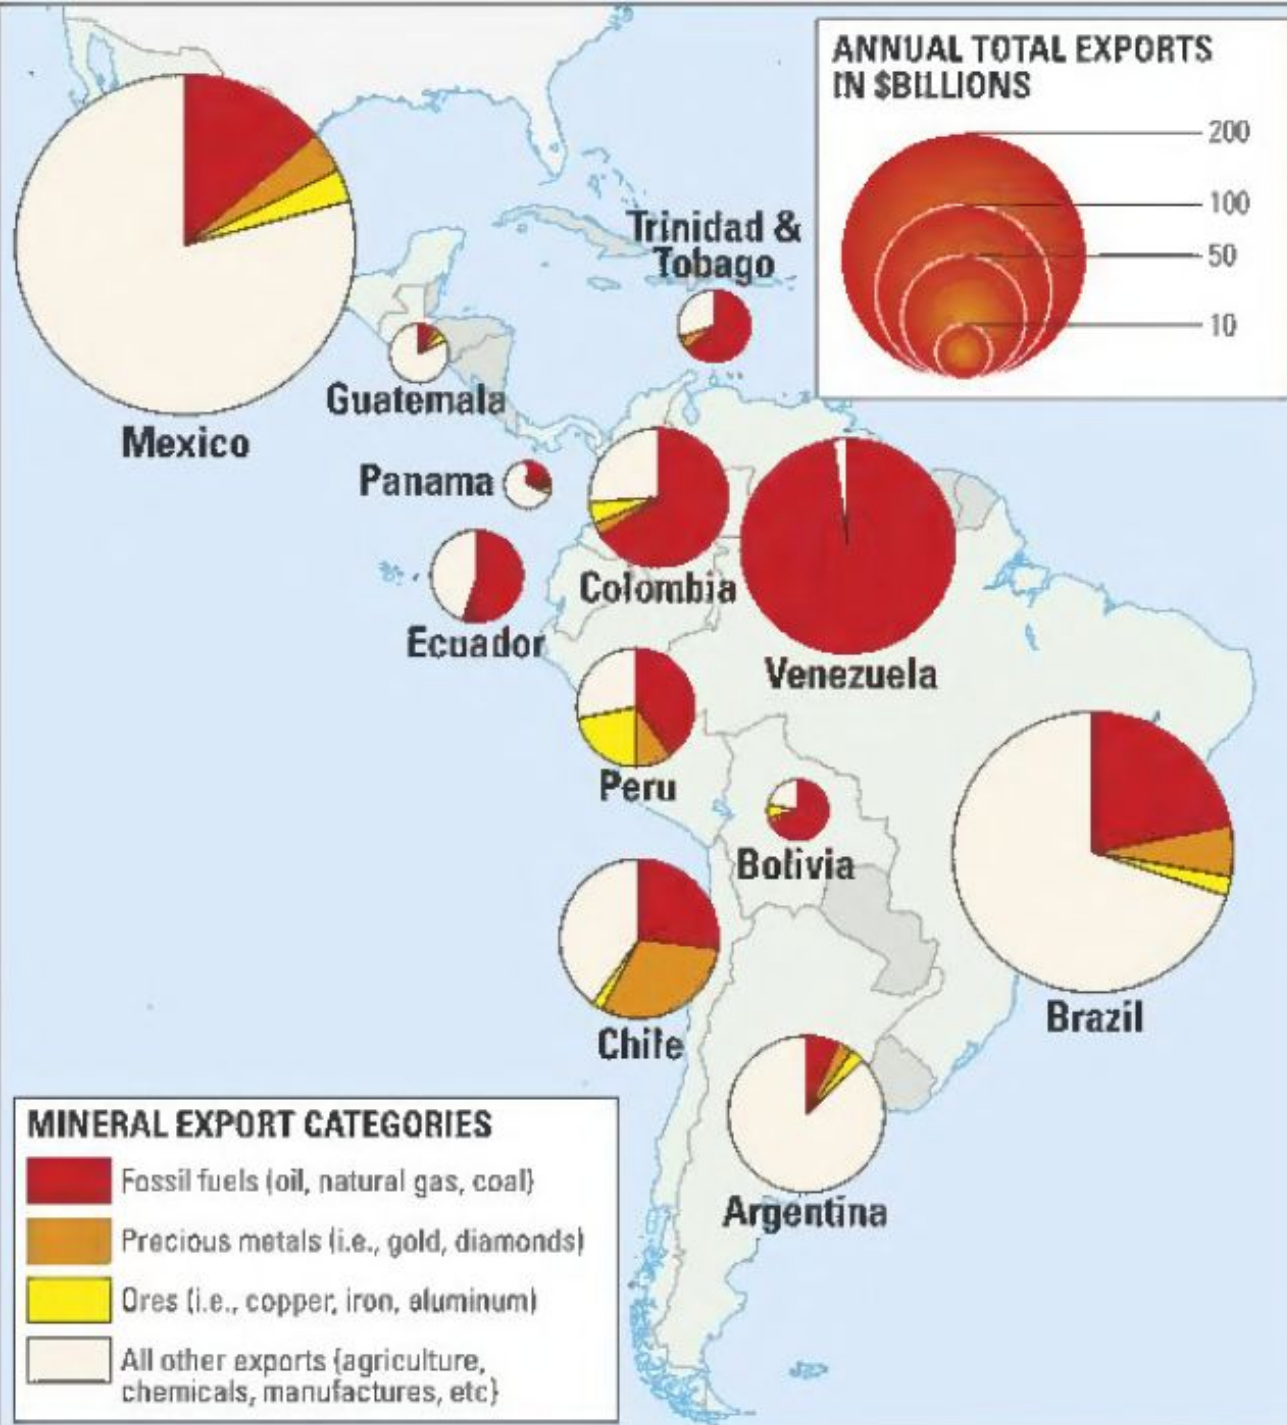 ANNUAL TOTAL EXPORTS
IN $BILLIONS
200
100
50
10
Trinidad &
Tobago
Guatemala
Mexico
Panama
Colombia
Ecuador
Venezuela
Peru
Bolivia
Chile
Brazil
Argentina
MINERAL EXPORT CATEGORIES
Fossil fuels (oil, natural gas, coal)
Precious metals (i.e., gold, diamonds)
Ores (i.e., copper, iron, aluminum)
All other exports (agriculture,
chemicals, manufactures, etc)